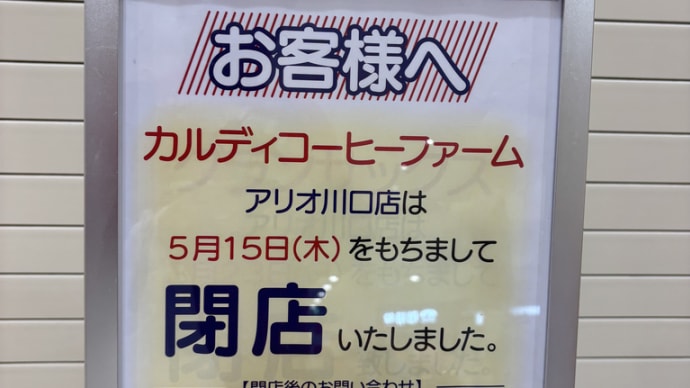 お客様へ
カルディコーヒーファーム
アリオ川口店は
5月15日(木)をもちまして
閉店いたしました。
【閉店後のお問い合わせ】